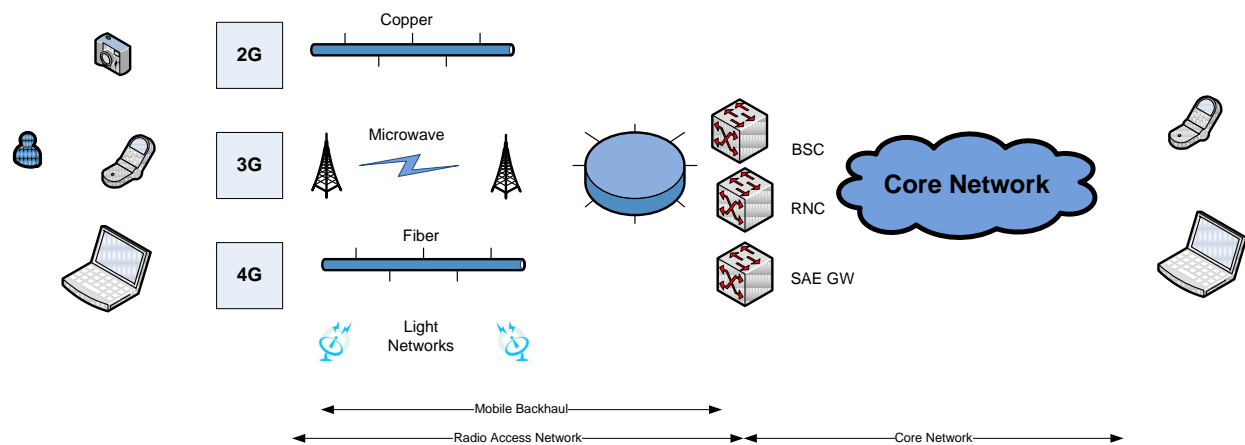 Copper
2G
Microwave
3G
BSC
Core Network
RNC
Fiber
4G
SAE GW
Light
Networks
Mobile Backhaul
Radio Access Network
Core Network